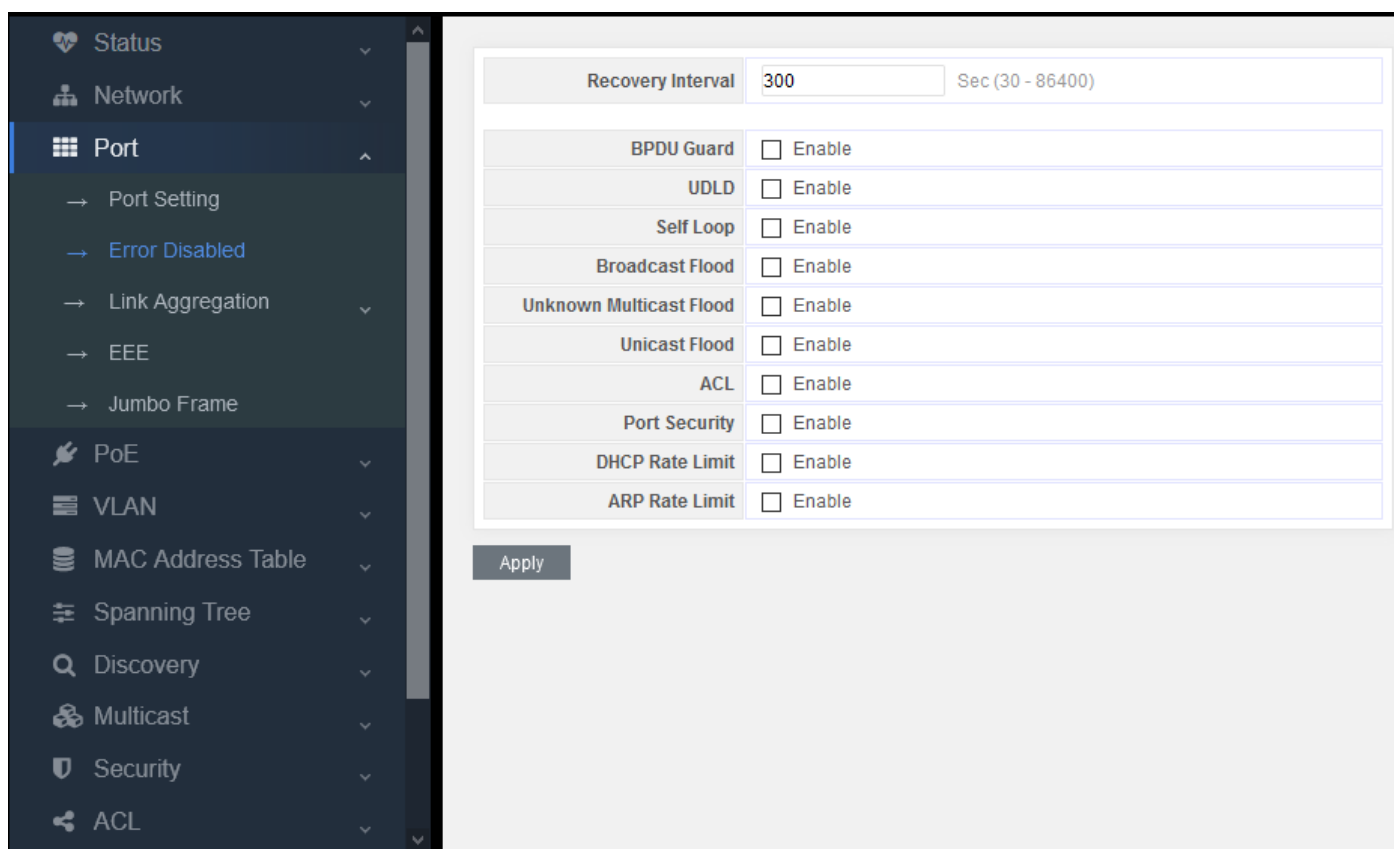 Status
Network
Port
→ Port Setting
→ Error Disabled
→ Link Aggregation
→ EEE
→ Jumbo Frame
PoE
VLAN
MAC Address Table
Spanning Tree
Discovery
Multicast
Security
ACL
Recovery Interval 300 Sec (30 - 86400)
BPDU Guard Enable
UDLD Enable
Self Loop Enable
Broadcast Flood Enable
Unknown Multicast Flood Enable
Unicast Flood Enable
ACL Enable
Port Security Enable
DHCP Rate Limit Enable
ARP Rate Limit Enable
Apply